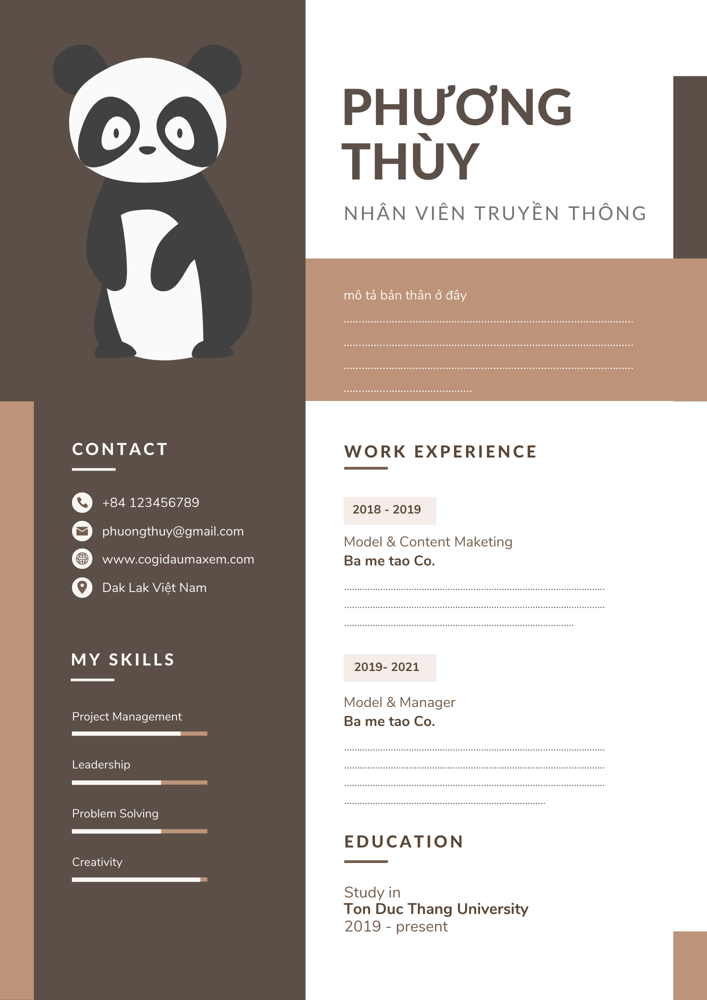 PHƯƠNG
THÙY
NHÂN VIÊN TRUYỀN THÔNG
mô tả bản thân ở đây
.................................................................................................
.................................................................................................
.................................................................................................
...........................................
CONTACT
+84 123456789
phuongthuy@gmail.com
www.cogidaumaxem.com
Dak Lak Việt Nam
MY SKILLS
Project Management
Leadership
Problem Solving
Creativity
WORK EXPERIENCE
2018 - 2019
Model & Content Maketing
Ba me tao Co.
.....................................................................................................
.....................................................................................................
.........................................................................................
2019- 2021
Model & Manager
Ba me tao Co.
.....................................................................................................
.....................................................................................................
.....................................................................................................
..............................................................................
EDUCATION
Study in
Ton Duc Thang University
2019 - present